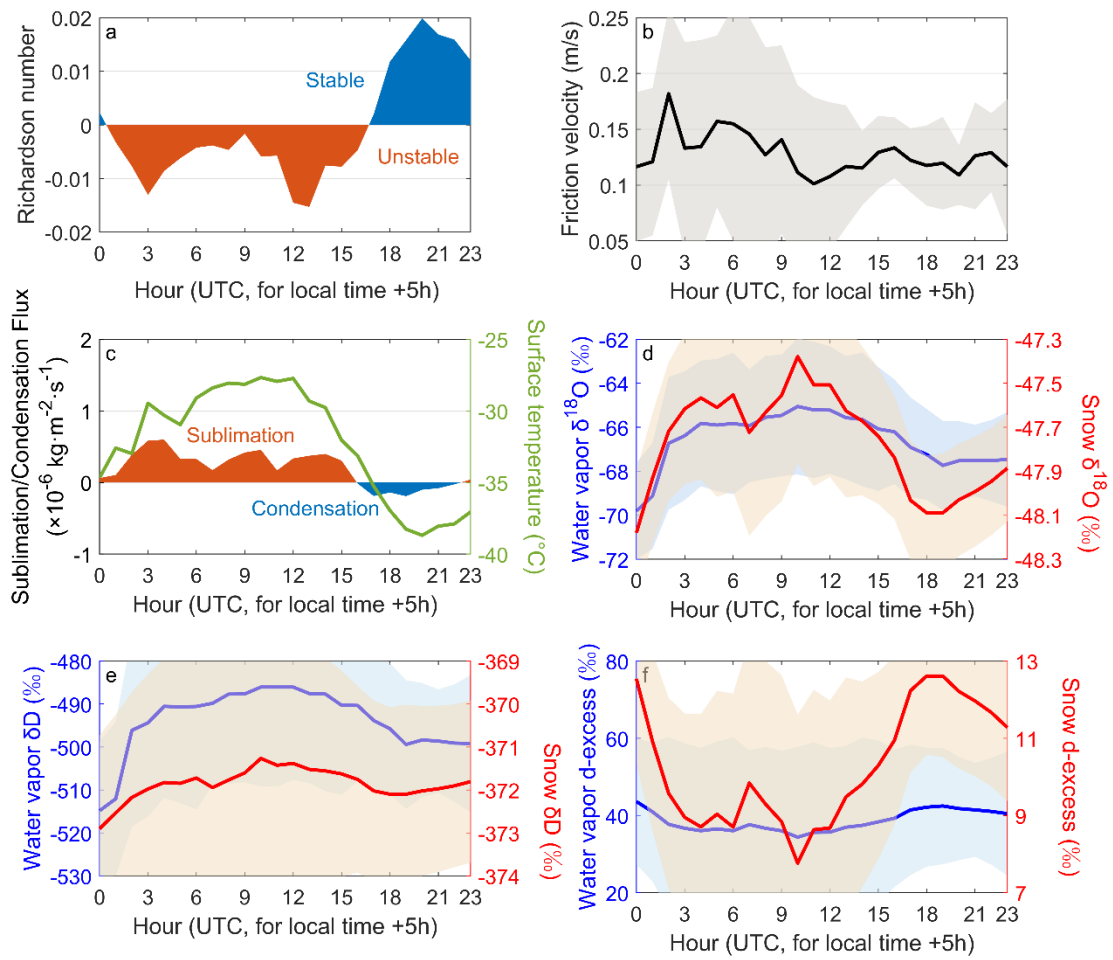 a
Richardson number
0.02
0.01
0
-0.01
-0.02
Stable
Unstable
0 3 6 9 12 15 18 21 23
Hour (UTC, for local time +5h)
b
Friction velocity (m/s)
0.25
0.2
0.15
0.1
0.05
0 3 6 9 12 15 18 21 23
Hour (UTC, for local time +5h)
c
Sublimation/Condensation Flux
(×10⁻⁶ kg·m⁻²·s⁻¹)
2
1
0
-1
Sublimation
Condensation
-25
-30
-35
-40
Surface temperature (°C)
0 3 6 9 12 15 18 21 23
Hour (UTC, for local time +5h)
d
Water vapor δ¹⁸O (‰)
-62
-64
-66
-68
-70
-72
-47.3
-47.5
-47.7
-47.9
-48.1
-48.3
Snow δ¹⁸O (‰)
0 3 6 9 12 15 18 21 23
Hour (UTC, for local time +5h)
e
Water vapor δD (‰)
-480
-490
-500
-510
-520
-530
-369
-370
-371
-372
-373
-374
Snow δD (‰)
0 3 6 9 12 15 18 21 23
Hour (UTC, for local time +5h)
f
Water vapor d-excess (‰)
80
60
40
20
13
11
9
7
Snow d-excess (‰)
0 3 6 9 12 15 18 21 23
Hour (UTC, for local time +5h)